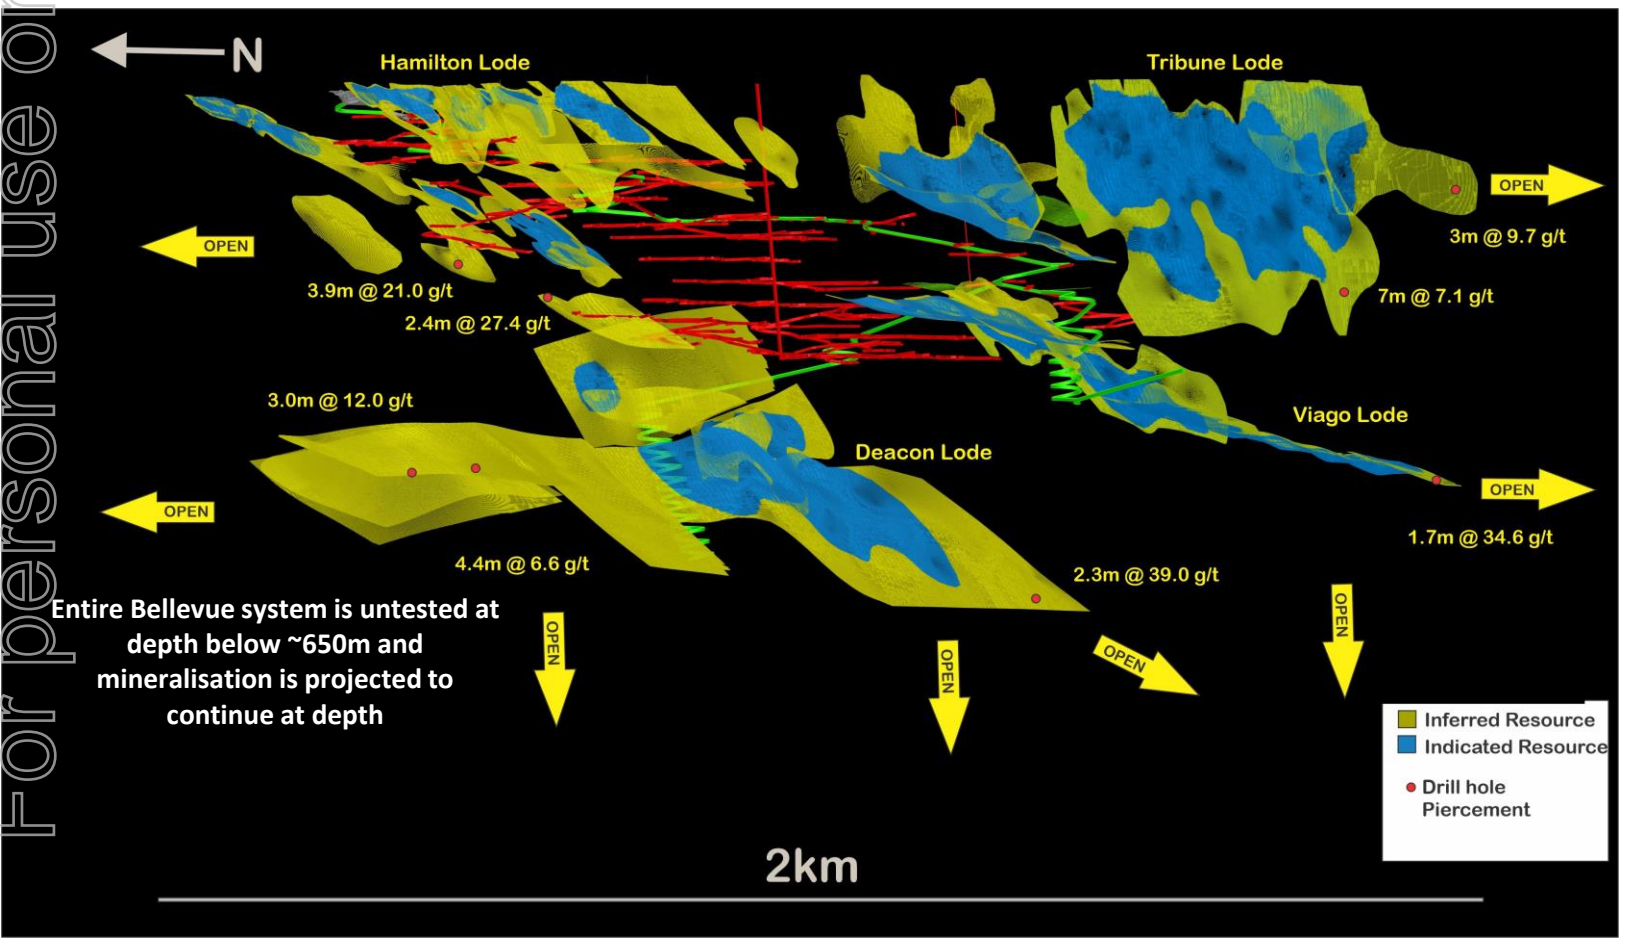 For personal use on
N
Hamilton Lode
Tribune Lode
OPEN
3m @ 9.7 g/t
OPEN
3.9m @ 21.0 g/t
7m @ 7.1 g/t
2.4m @ 27.4 g/t
3.0m @ 12.0 g/t
Viago Lode
Deacon Lode
OPEN
OPEN
1.7m @ 34.6 g/t
4.4m @ 6.6 g/t
2.3m @ 39.0 g/t
Entire Bellevue system is untested at
depth below ~650m and
mineralisation is projected to
continue at depth
OPEN
OPEN
OPEN
OPEN
Inferred Resource
Indicated Resource
Drill hole
Piercement
2km